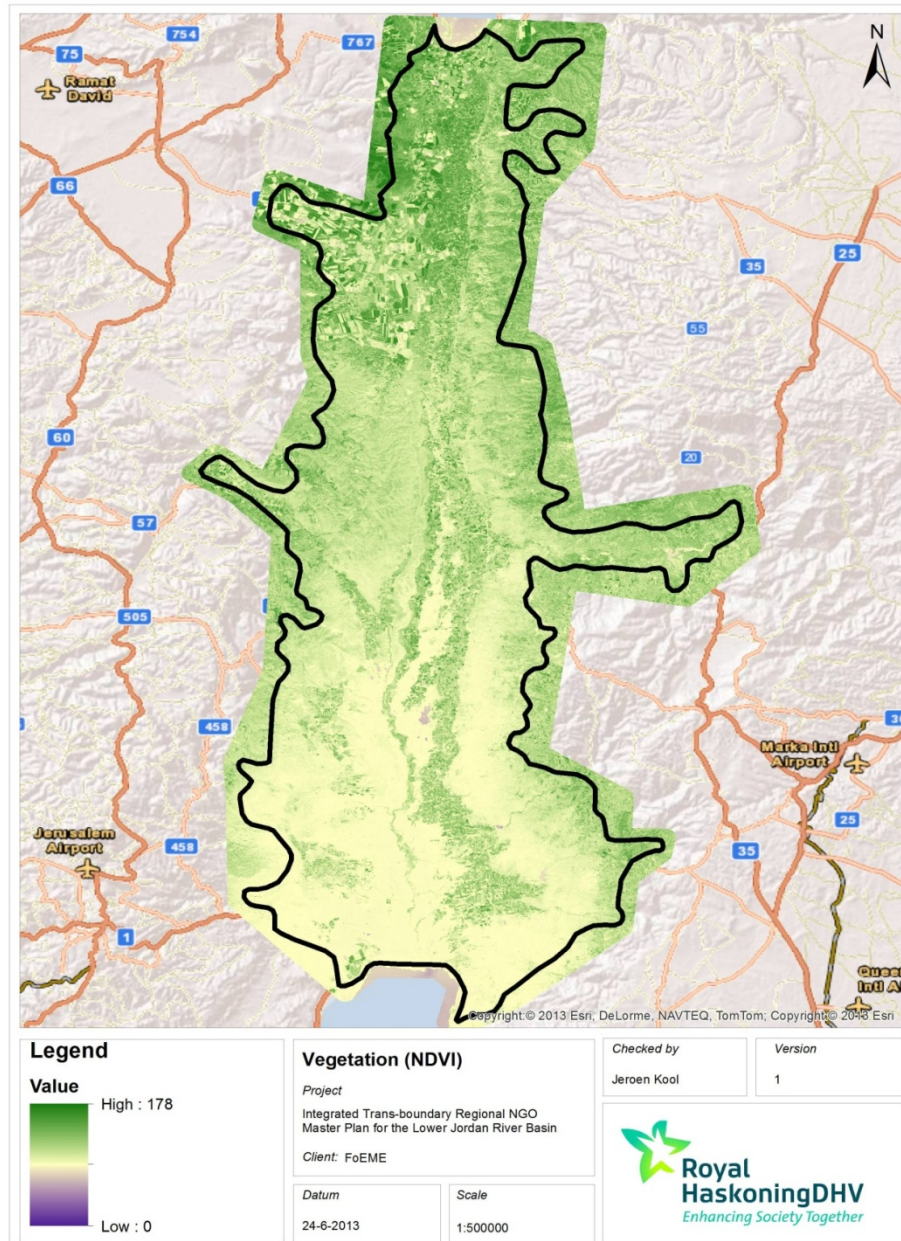 754
767
75
Ramat
David
N
66
25
35
55
60
20
57
505
458
Marka Intl
Airport
Jerusalem
Airport
458
25
35
1
Queen
Intl A
Copyright:© 2013 Esri, DeLorme, NAVTEQ, TomTom; Copyright:© 2013 Esri
Legend
Value
High : 178
Low : 0
Vegetation (NDVI)
Project
Integrated Trans-boundary Regional NGO
Master Plan for the Lower Jordan River Basin
Client: FoEME
Datum
24-6-2013
Scale
1:500000
Checked by
Jeroen Kool
Version
1
Royal
HaskoningDHV
Enhancing Society Together